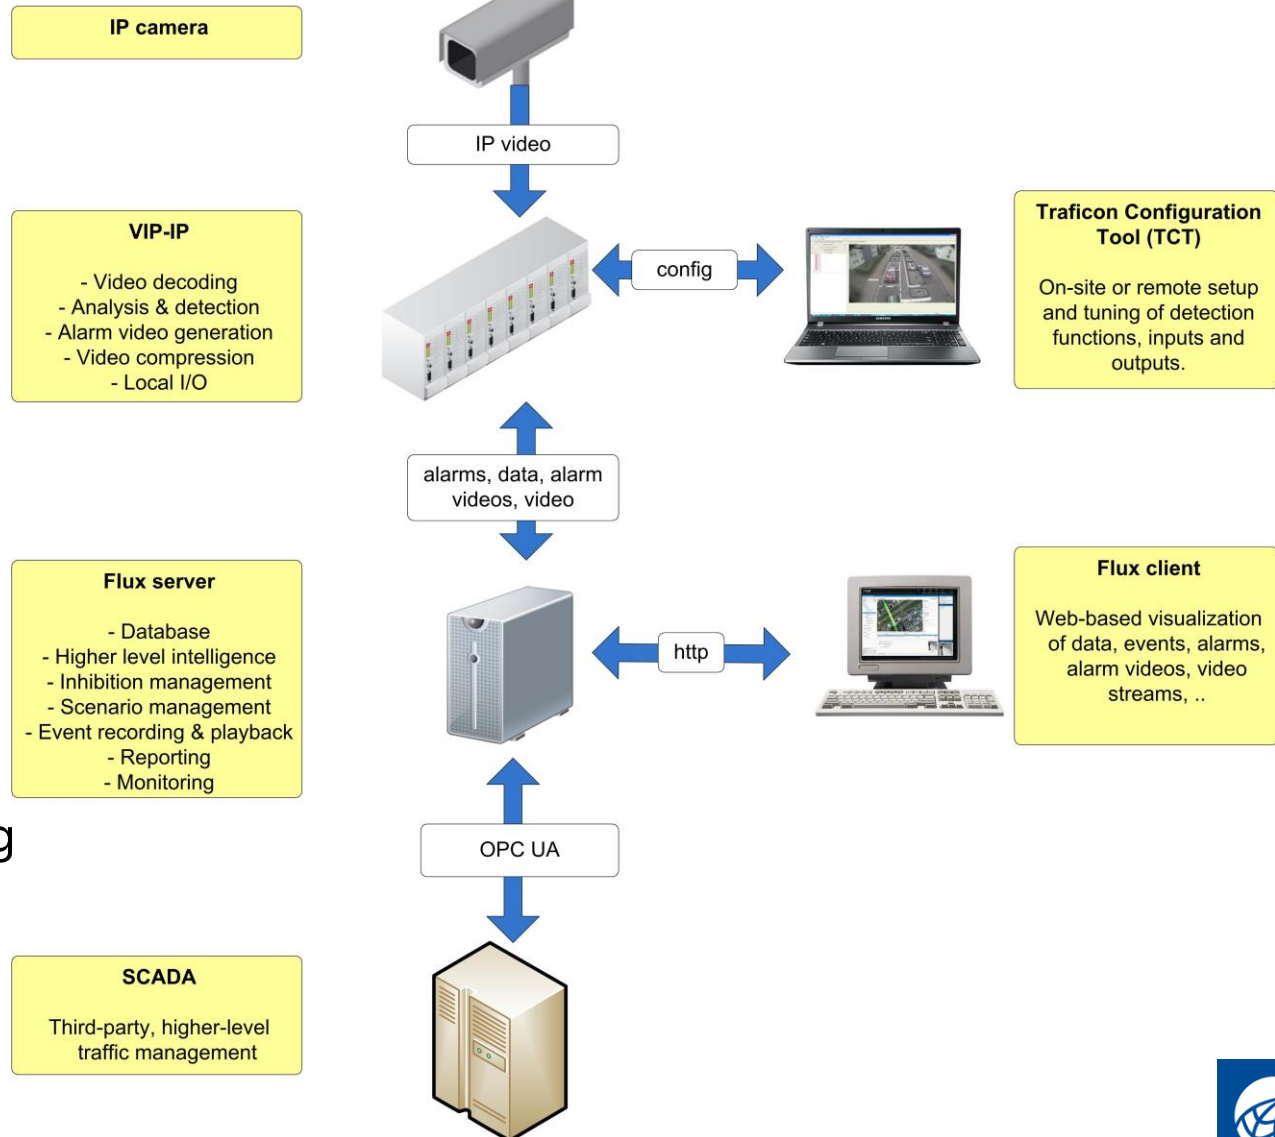 IP camera
IP video
VIP-IP
- Video decoding
- Analysis & detection
- Alarm video generation
- Video compression
- Local I/O
config
Traficon Configuration
Tool (TCT)
On-site or remote setup
and tuning of detection
functions, inputs and
outputs.
alarms, data, alarm
videos, video
Flux server
- Database
- Higher level intelligence
- Inhibition management
- Scenario management
- Event recording & playback
- Reporting
- Monitoring
http
Flux client
Web-based visualization
of data, events, alarms,
alarm videos, video
streams, ..
g
OPC UA
SCADA
Third-party, higher-level
traffic management